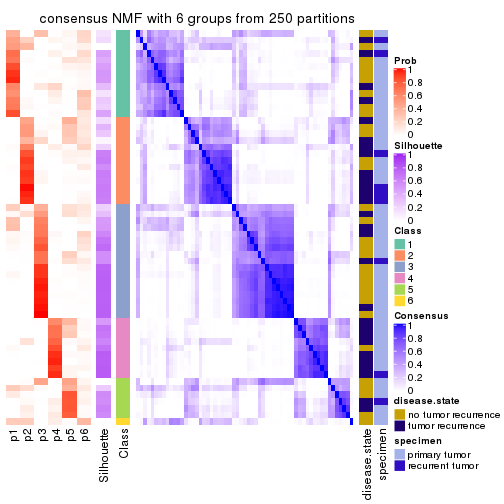 consensus NMF with 6 groups from 250 partitions
Prob
1
0.8
0.6
0.4
0.2
0
Silhouette
1
0.8
0.6
0.4
0.2
0
Class
1
2
3
4
5
6
Consensus
1
0.8
0.6
0.4
0.2
0
disease.state
no tumor recurrence
tumor recurrence
specimen
primary tumor
recurrent tumor
p1
p2
p3
p4
p5
p6
Silhouette
Class
disease.state
specimen